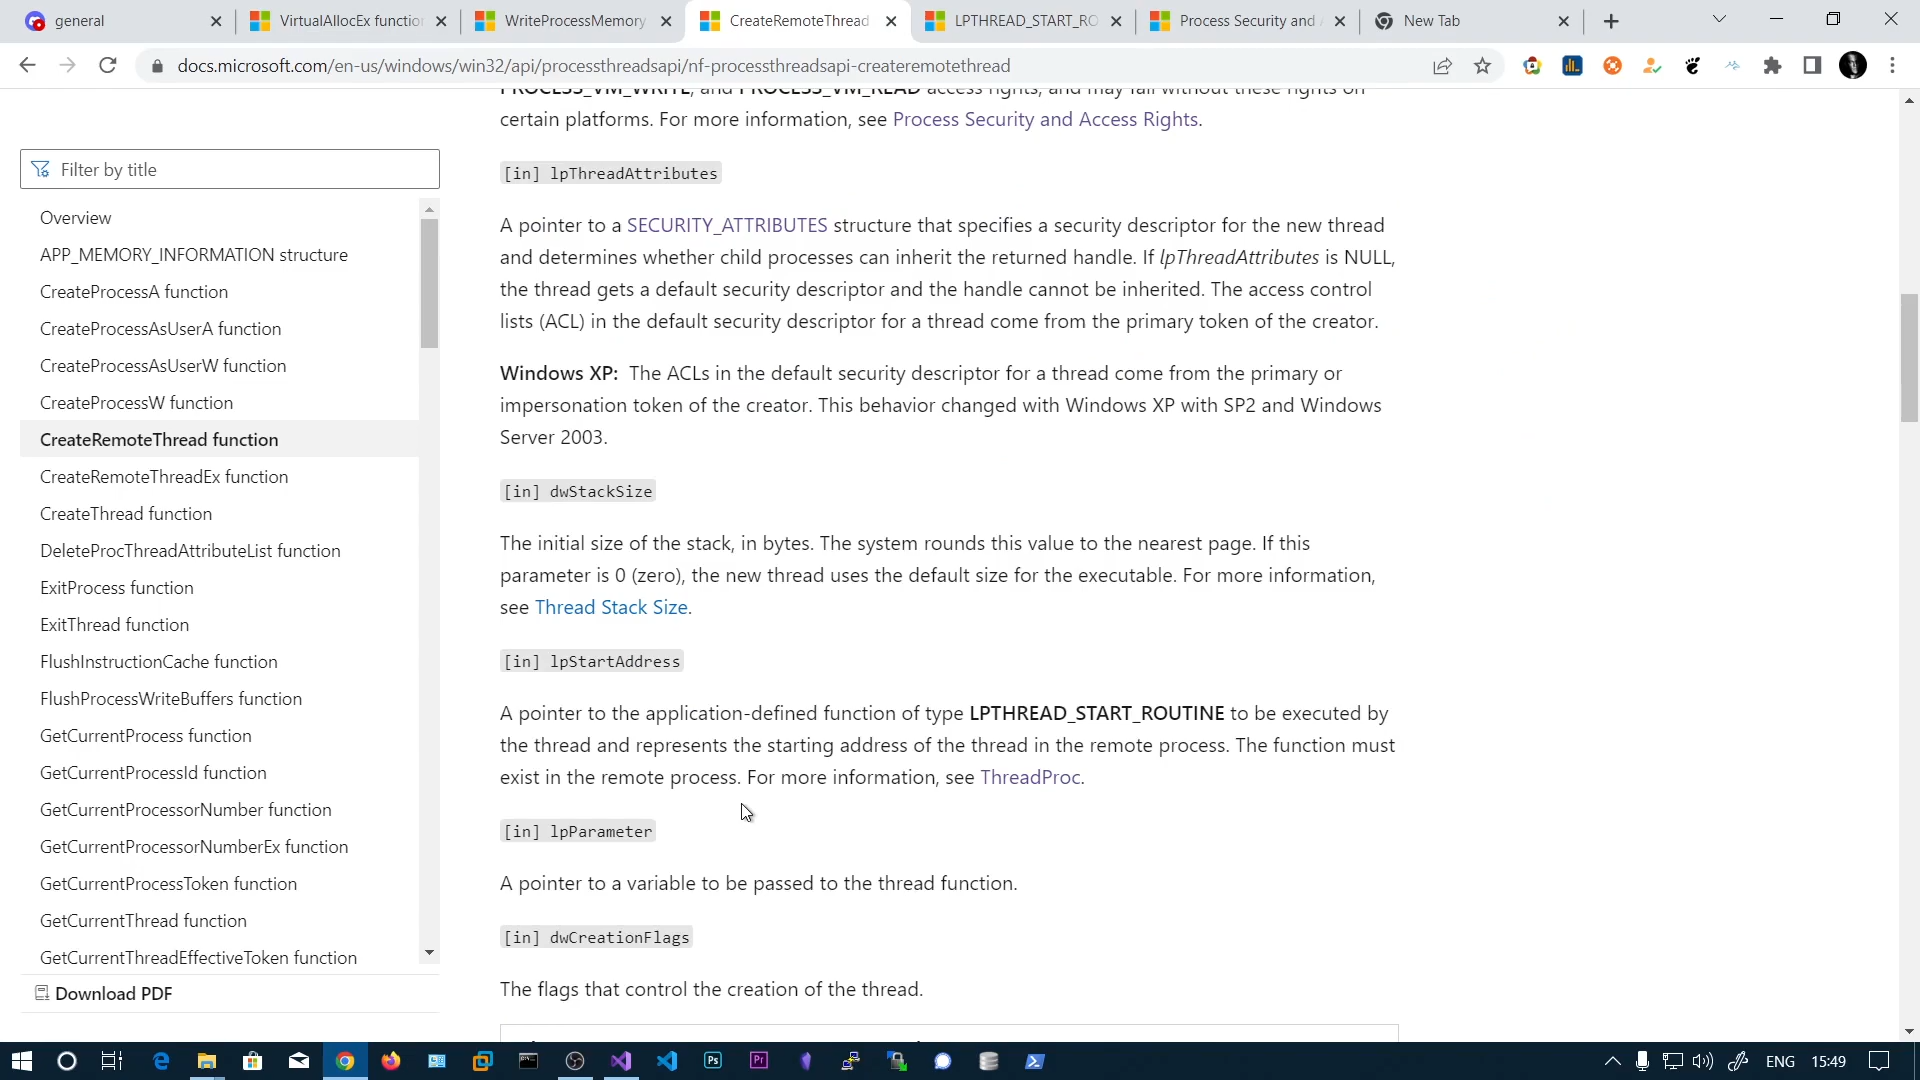 general
VirtualAllocEx functio
WriteProcessMemory
CreateRemoteThread
LPTHREAD_START_RO
Process Security and A
New Tab
docs.microsoft.com/en-us/windows/win32/api/processthreadsapi/nf-processthreadsapi-createremotethread
Filter by title
Overview
APP_MEMORY_INFORMATION structure
CreateProcessA function
CreateProcessAsUserA function
CreateProcessAsUserW function
CreateProcessW function
CreateRemoteThread function
CreateRemoteThreadEx function
CreateThread function
DeleteProcThreadAttributeList function
ExitProcess function
ExitThread function
FlushInstructionCache function
FlushProcessWriteBuffers function
GetCurrentProcess function
GetCurrentProcessId function
GetCurrentProcessorNumber function
GetCurrentProcessorNumberEx function
GetCurrentProcessToken function
GetCurrentThread function
GetCurrentThreadEffectiveToken function
Download PDF
PROCESS_VM_WRITE, and PROCESS_VM_READ access rights, and may fail without these rights on
certain platforms. For more information, see Process Security and Access Rights.
[in] lpThreadAttributes
A pointer to a SECURITY_ATTRIBUTES structure that specifies a security descriptor for the new thread
and determines whether child processes can inherit the returned handle. If lpThreadAttributes is NULL,
the thread gets a default security descriptor and the handle cannot be inherited. The access control
lists (ACL) in the default security descriptor for a thread come from the primary token of the creator.
Windows XP: The ACLs in the default security descriptor for a thread come from the primary or
impersonation token of the creator. This behavior changed with Windows XP with SP2 and Windows
Server 2003.
[in] dwStackSize
The initial size of the stack, in bytes. The system rounds this value to the nearest page. If this
parameter is 0 (zero), the new thread uses the default size for the executable. For more information,
see Thread Stack Size.
[in] lpStartAddress
A pointer to the application-defined function of type LPTHREAD_START_ROUTINE to be executed by
the thread and represents the starting address of the thread in the remote process. The function must
exist in the remote process. For more information, see ThreadProc.
[in] lpParameter
A pointer to a variable to be passed to the thread function.
[in] dwCreationFlags
The flags that control the creation of the thread.
Ps
Pr
ENG
15:49